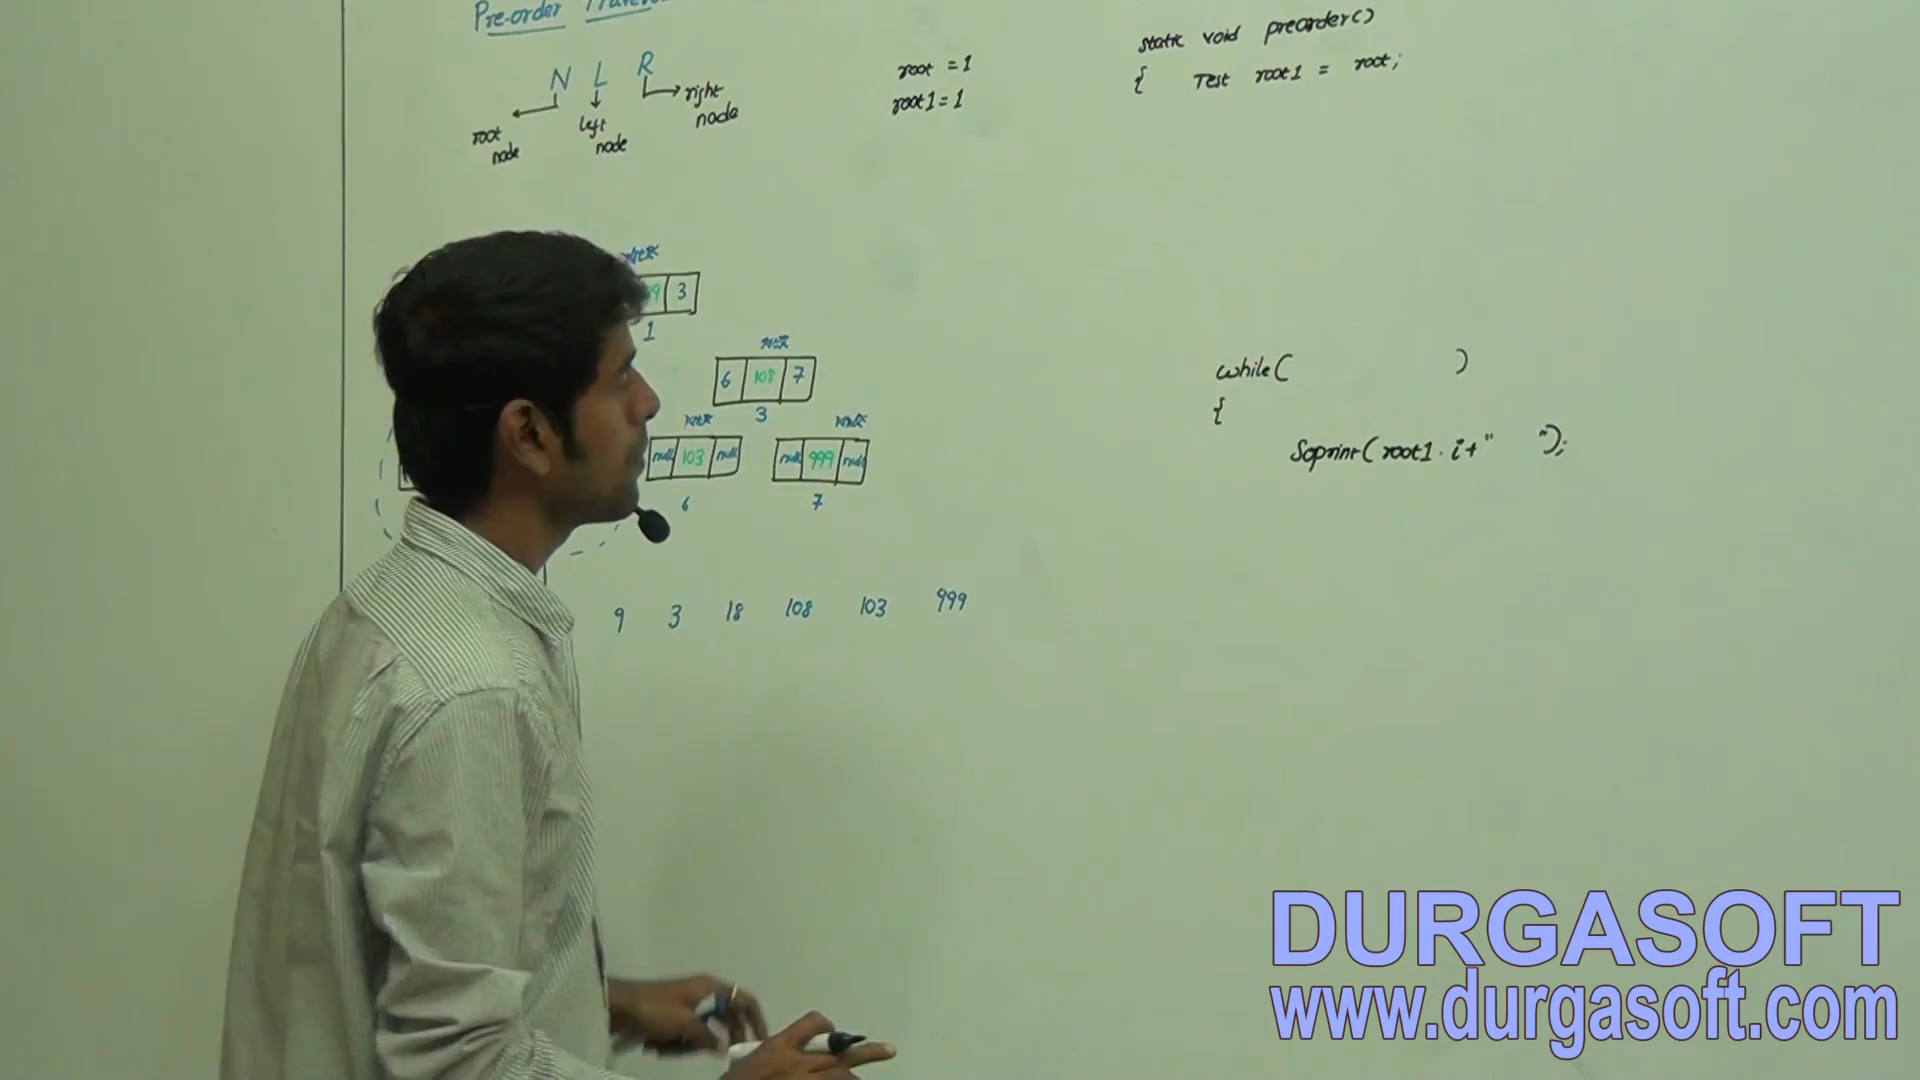 Pre-order
N L R
root node
left node
right node
root = 1
root1 = 1
static void preorder()
{ Test root1 = root;
3
1
6 108 7
3
null 103 null
6
null 999 null
7
while( )
{
Soprint( root1. i+" ");
9 3 18 108 103 999
DURGASOFT
www.durgasoft.com